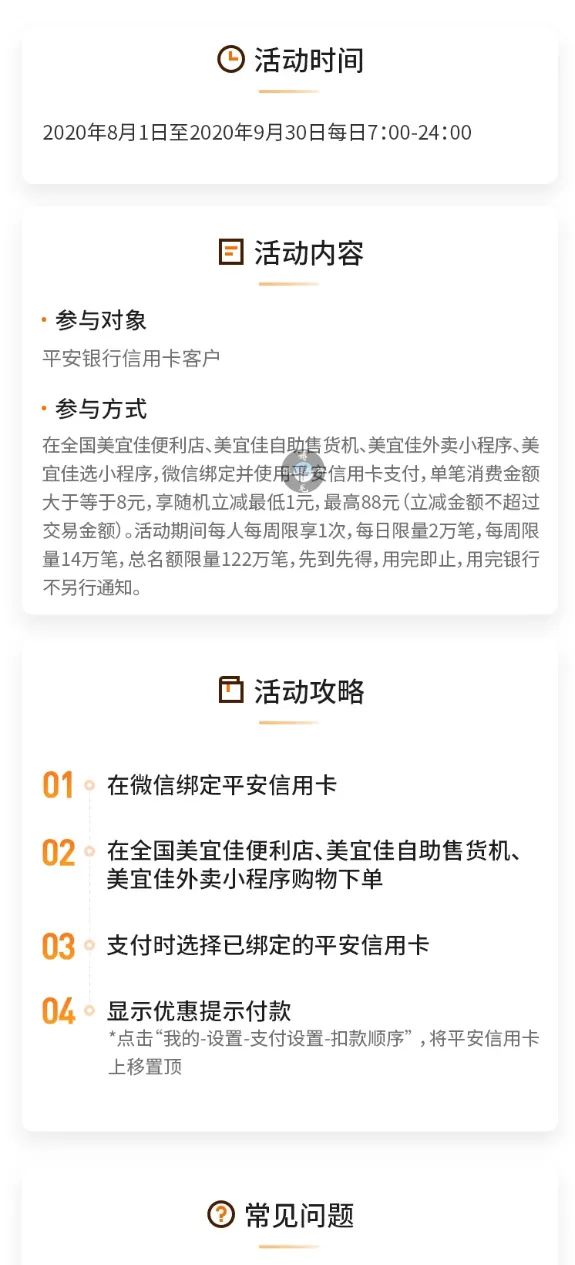 活动时间
2020年8月1日至2020年9月30日每日7:00-24:00
活动内容
参与对象
平安银行信用卡客户
参与方式
在全国美宜佳便利店、美宜佳自助售货机、美宜佳外卖小程序、美
宜佳选小程序，微信绑定并使用平安信用卡支付，单笔消费金额
大于等于8元，享随机立减最低1元，最高88元（立减金额不超过
交易金额）。活动期间每人每周限享1次，每日限量2万笔，每周限
量14万笔，总名额限量122万笔，先到先得，用完即止，用完银行
不另行通知。
活动攻略
01 在微信绑定平安信用卡
02 在全国美宜佳便利店、美宜佳自助售货机、
美宜佳外卖小程序购物下单
03 支付时选择已绑定的平安信用卡
04 显示优惠提示付款
*点击“我的-设置-支付设置-扣款顺序”，将平安信用卡
上移置顶
常见问题